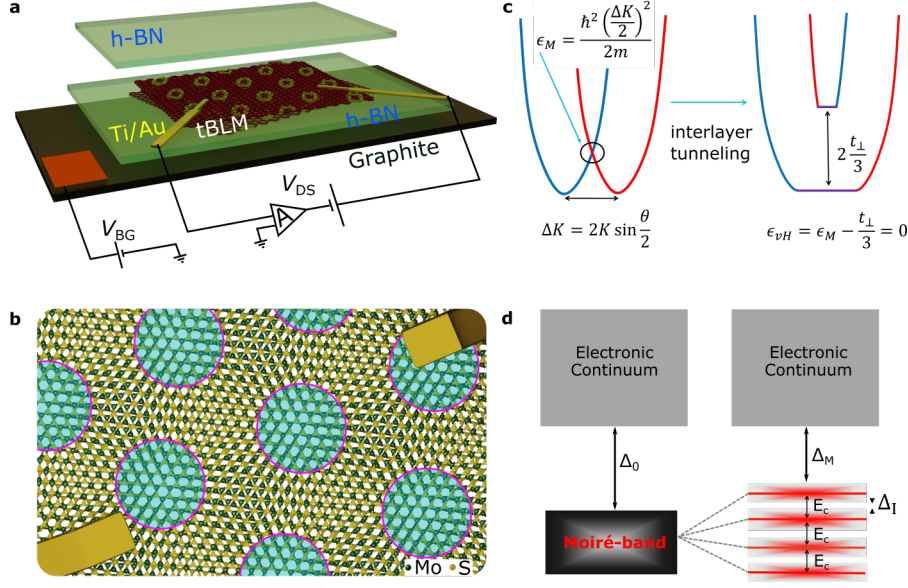 a
h-BN
Ti/Au
tBLM
h-BN
Graphite
V_DS
A
V_BG
b
Mo S
c
ϵ_M = ħ² (ΔK/2)² / 2m
interlayer
tunneling
2 t_⊥/3
ΔK = 2K sin θ/2
ϵ_vH = ϵ_M − t_⊥/3 = 0
d
Electronic
Continuum
Electronic
Continuum
Δ_0
Δ_M
Moiré-band
E_c
E_c
E_c
Δ_I